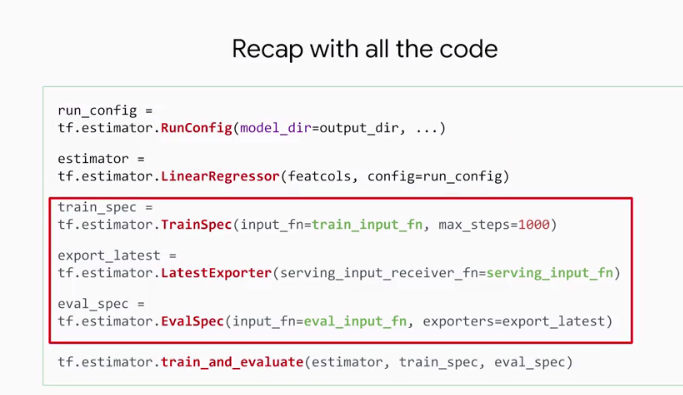 Recap with all the code
run_config =
tf.estimator.RunConfig(model_dir=output_dir, ...)
estimator =
tf.estimator.LinearRegressor(featcols, config=run_config)
train_spec =
tf.estimator.TrainSpec(input_fn=train_input_fn, max_steps=1000)
export_latest =
tf.estimator.LatestExporter(serving_input_receiver_fn=serving_input_fn)
eval_spec =
tf.estimator.EvalSpec(input_fn=eval_input_fn, exporters=export_latest)
tf.estimator.train_and_evaluate(estimator, train_spec, eval_spec)